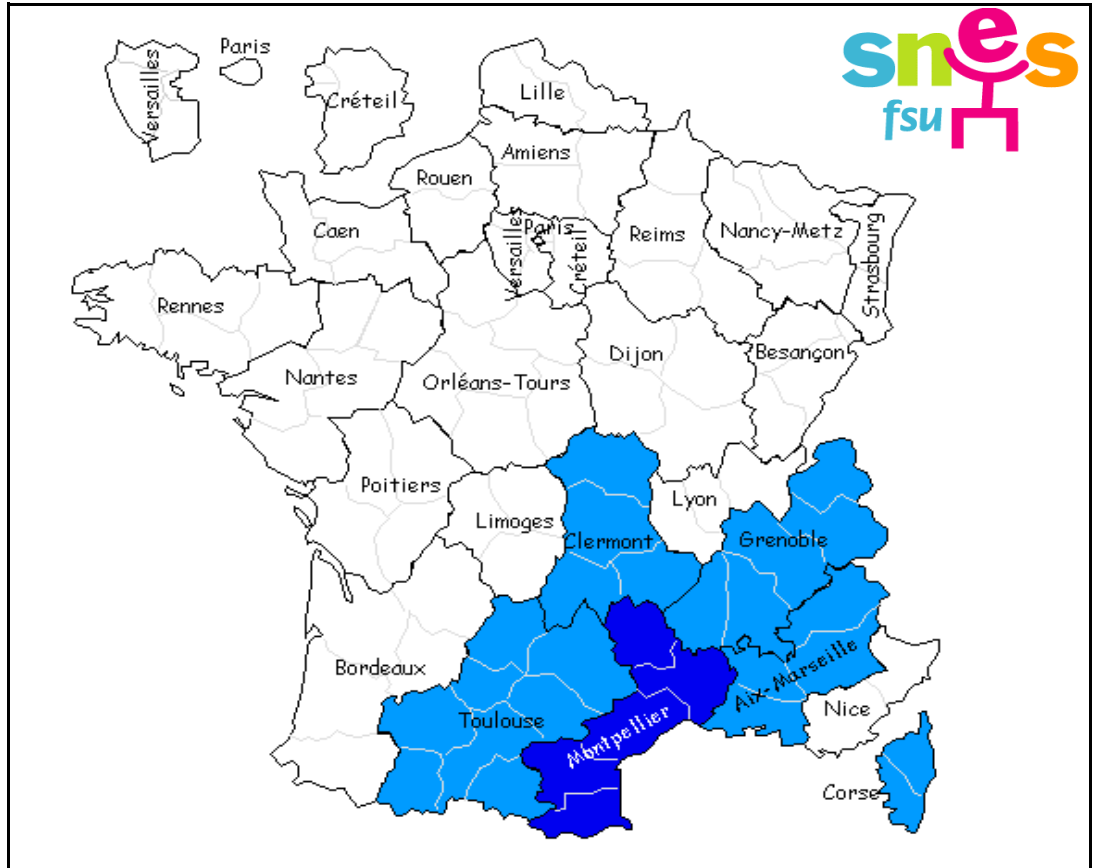 Versailles
Paris
Créteil
Lille
snes
fsu
Amiens
Rouen
Caen
Versailles
Paris
Créteil
Reims
Nancy-Metz
Strasbourg
Rennes
Nantes
Orléans-Tours
Dijon
Besançon
Poitiers
Limoges
Clermont
Lyon
Grenoble
Bordeaux
Toulouse
Montpellier
Aix-Marseille
Nice
Corse